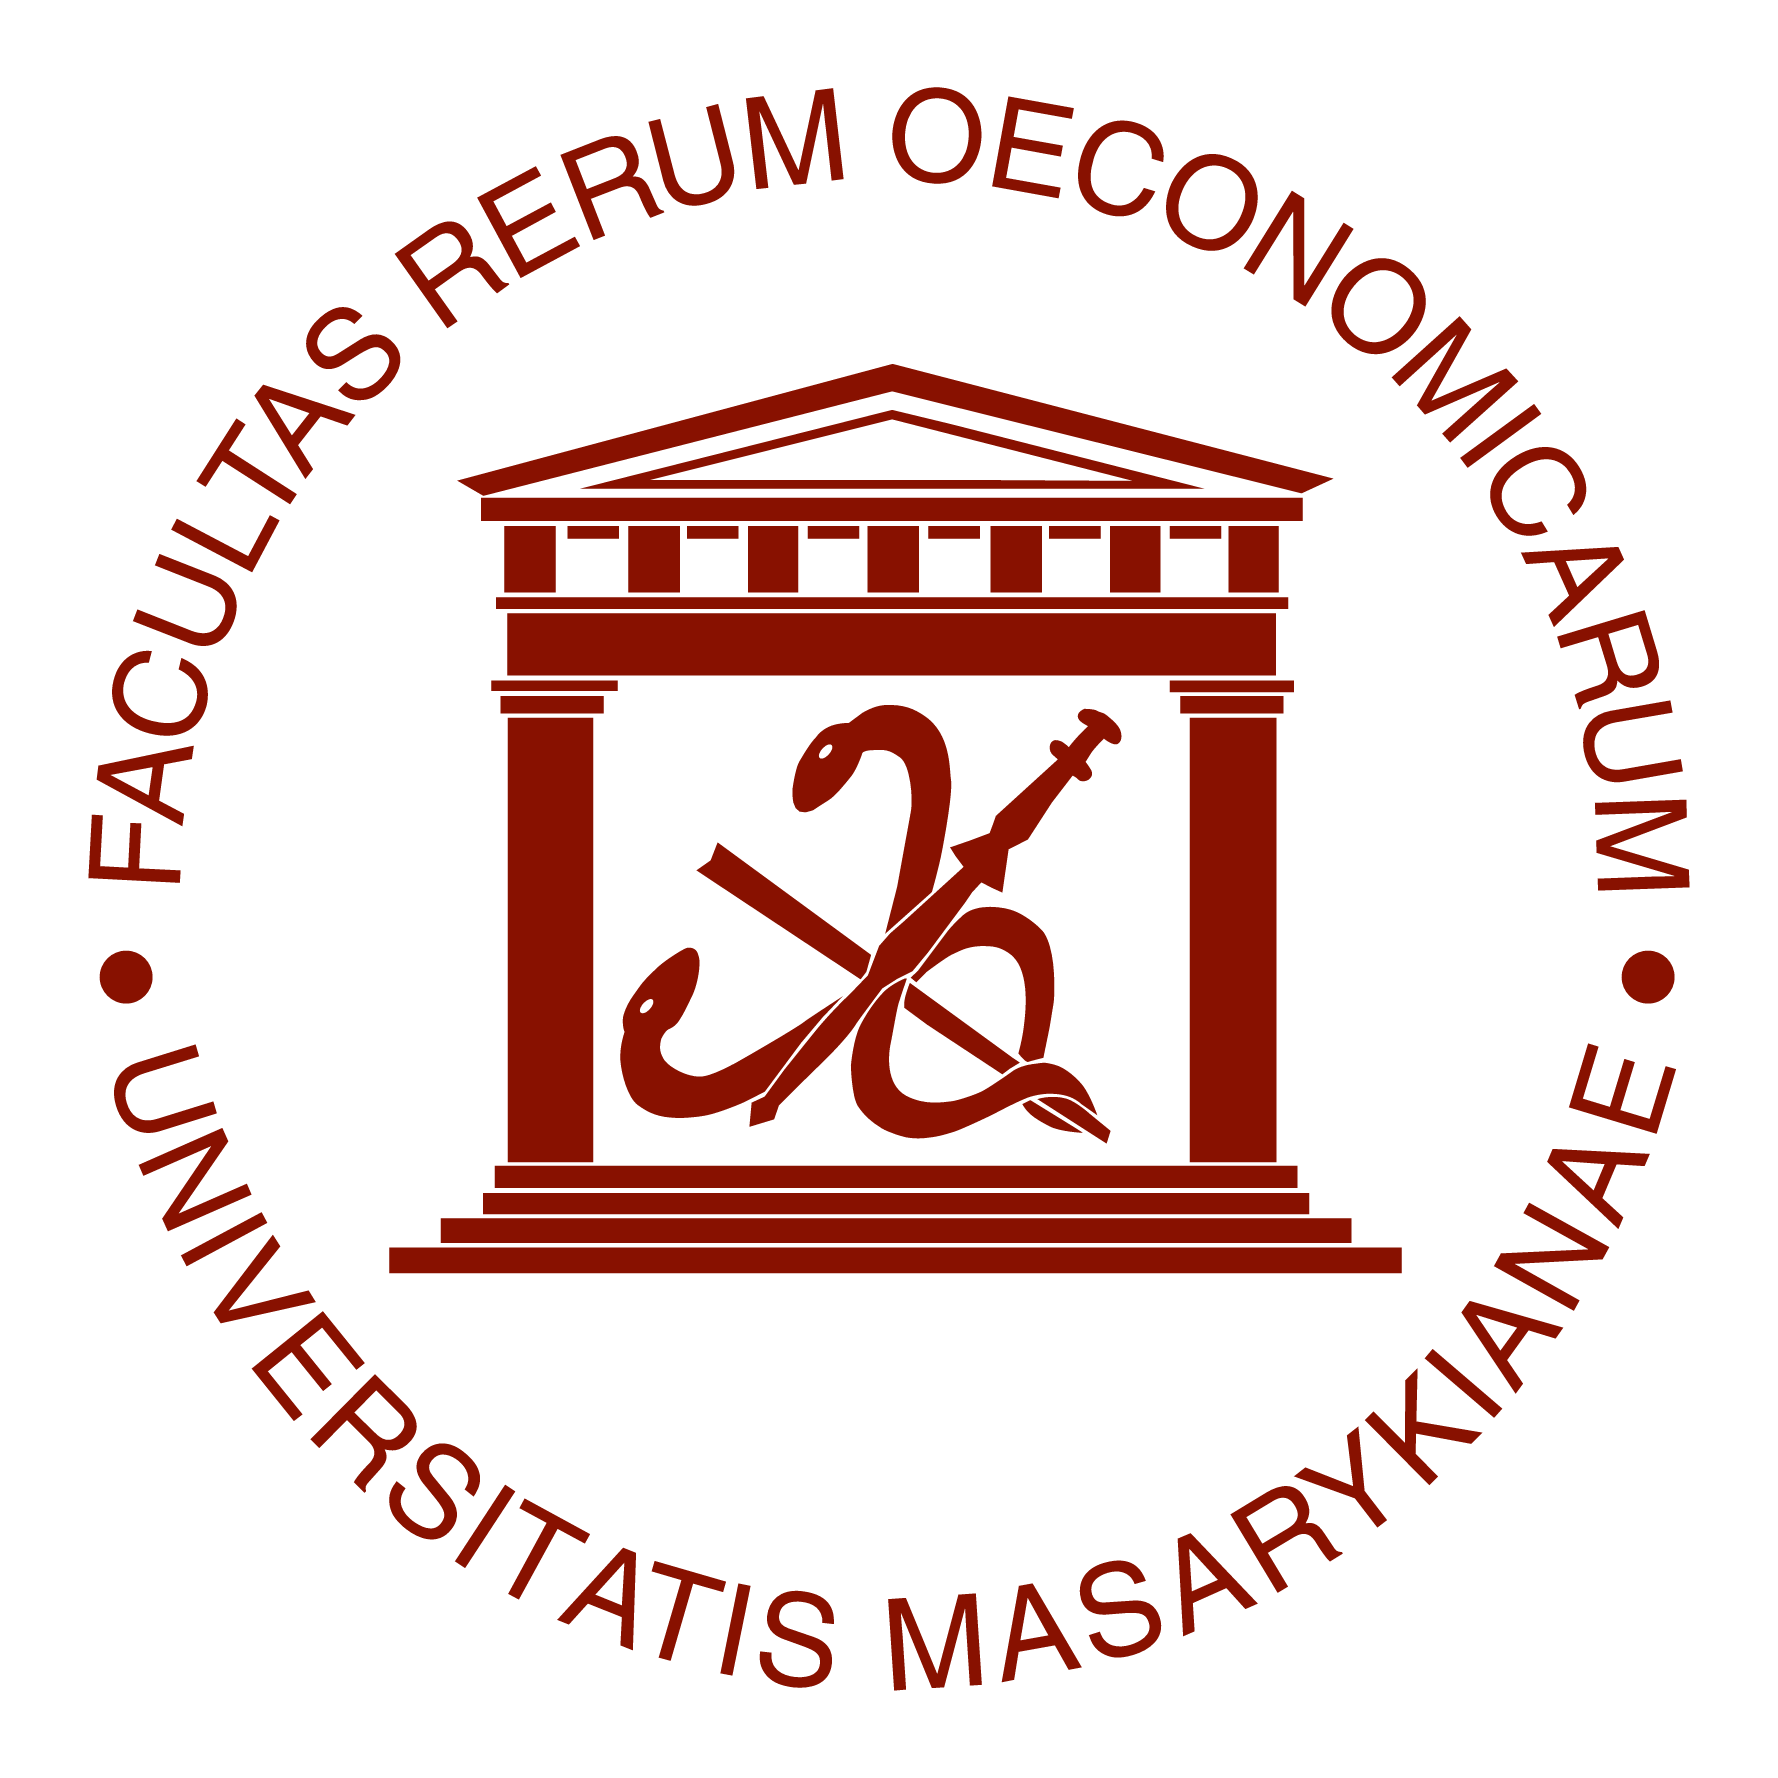 FACULTAS RERUM OECONOMICARUM
• UNIVERSITATIS MASARYKIANAE •